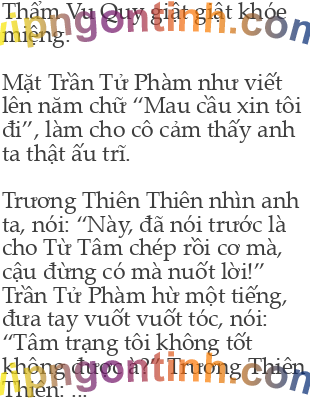 Thẩm Vu Quy giật giật khóe
miệng.
Mặt Trần Tử Phàm như viết
lên năm chữ “Mau cầu xin tôi
đi”, làm cho cô cảm thấy anh
ta thật ấu trĩ.
Trương Thiên Thiên nhìn anh
ta, nói: “Này, đã nói trước là
cho Từ Tâm chép rồi cơ mà,
cậu đừng có mà nuốt lời!”
Trần Tử Phàm hừ một tiếng,
đưa tay vuốt vuốt tóc, nói:
“Tâm trạng tôi không tốt
không được à?” Trương Thiên
Thiên: ...